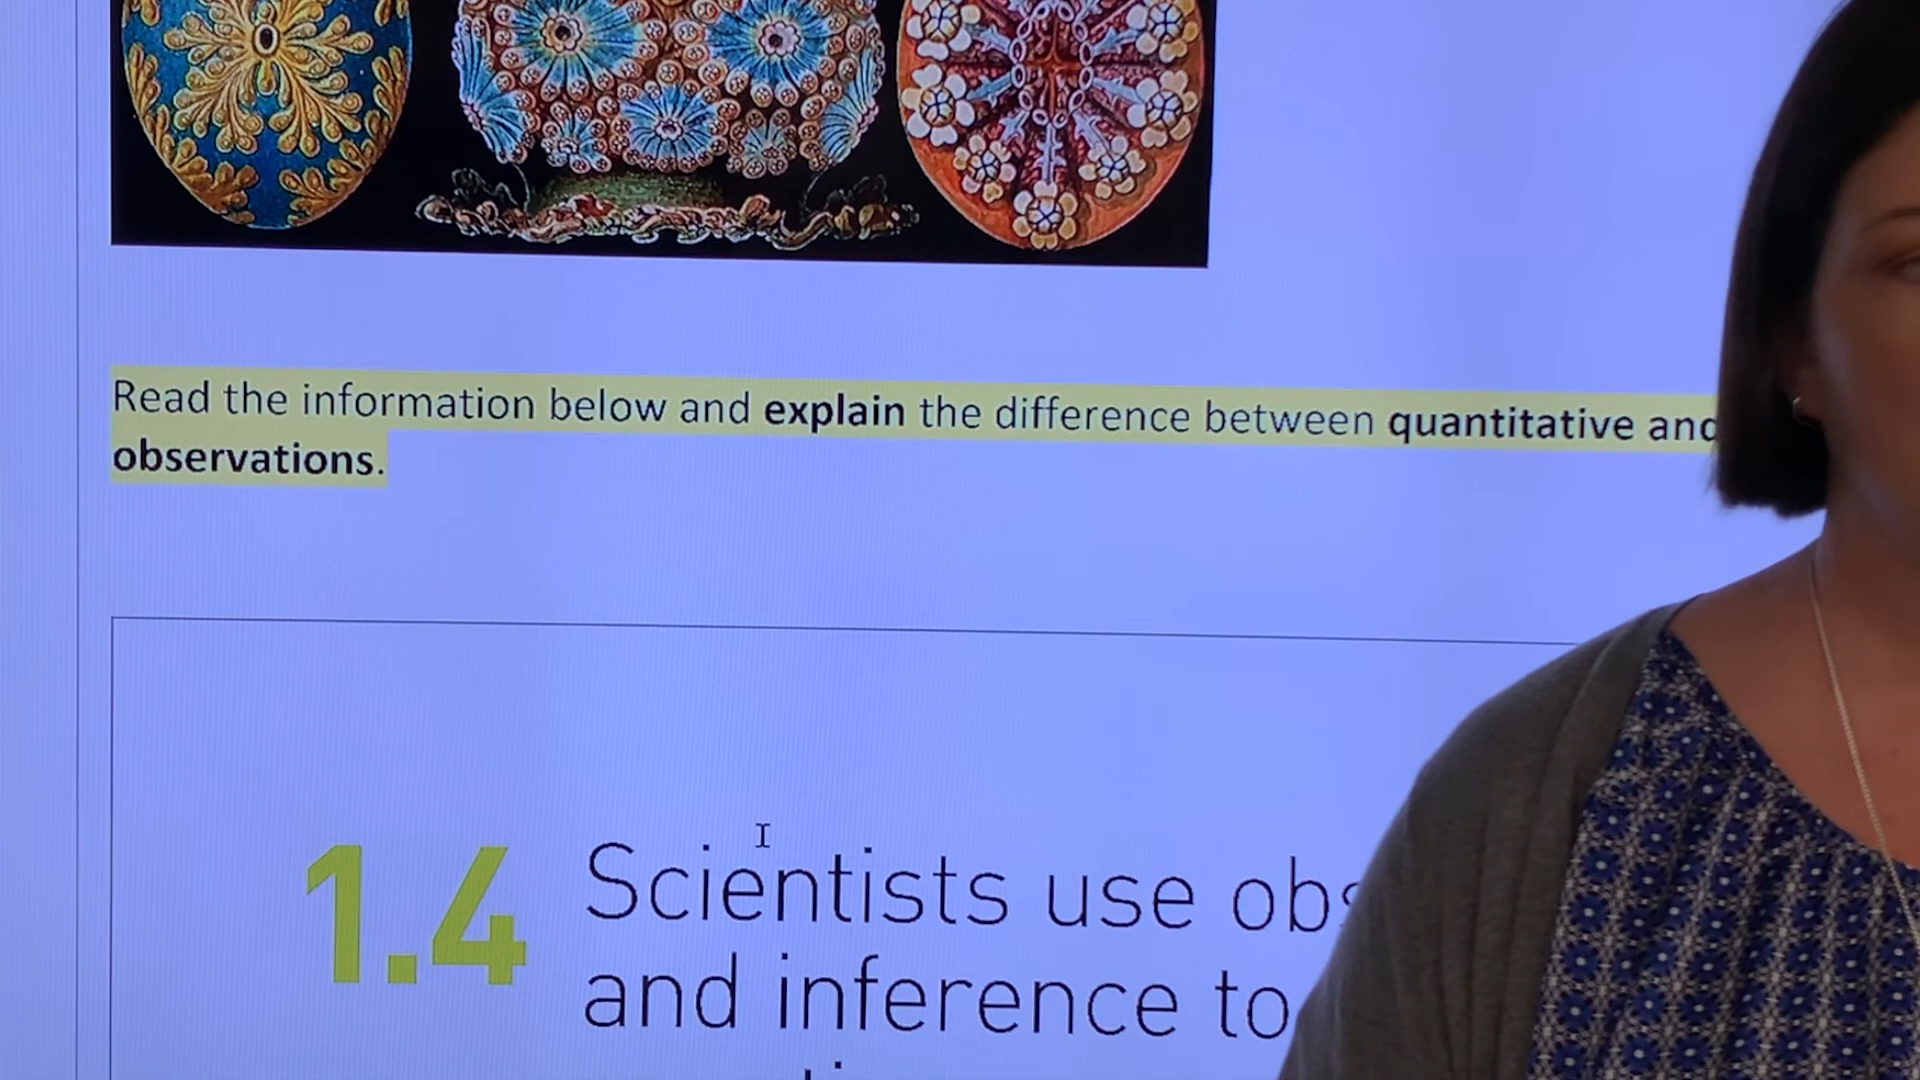 Read the information below and explain the difference between quantitative and
observations.
1.4 Scientists use obs
and inference to